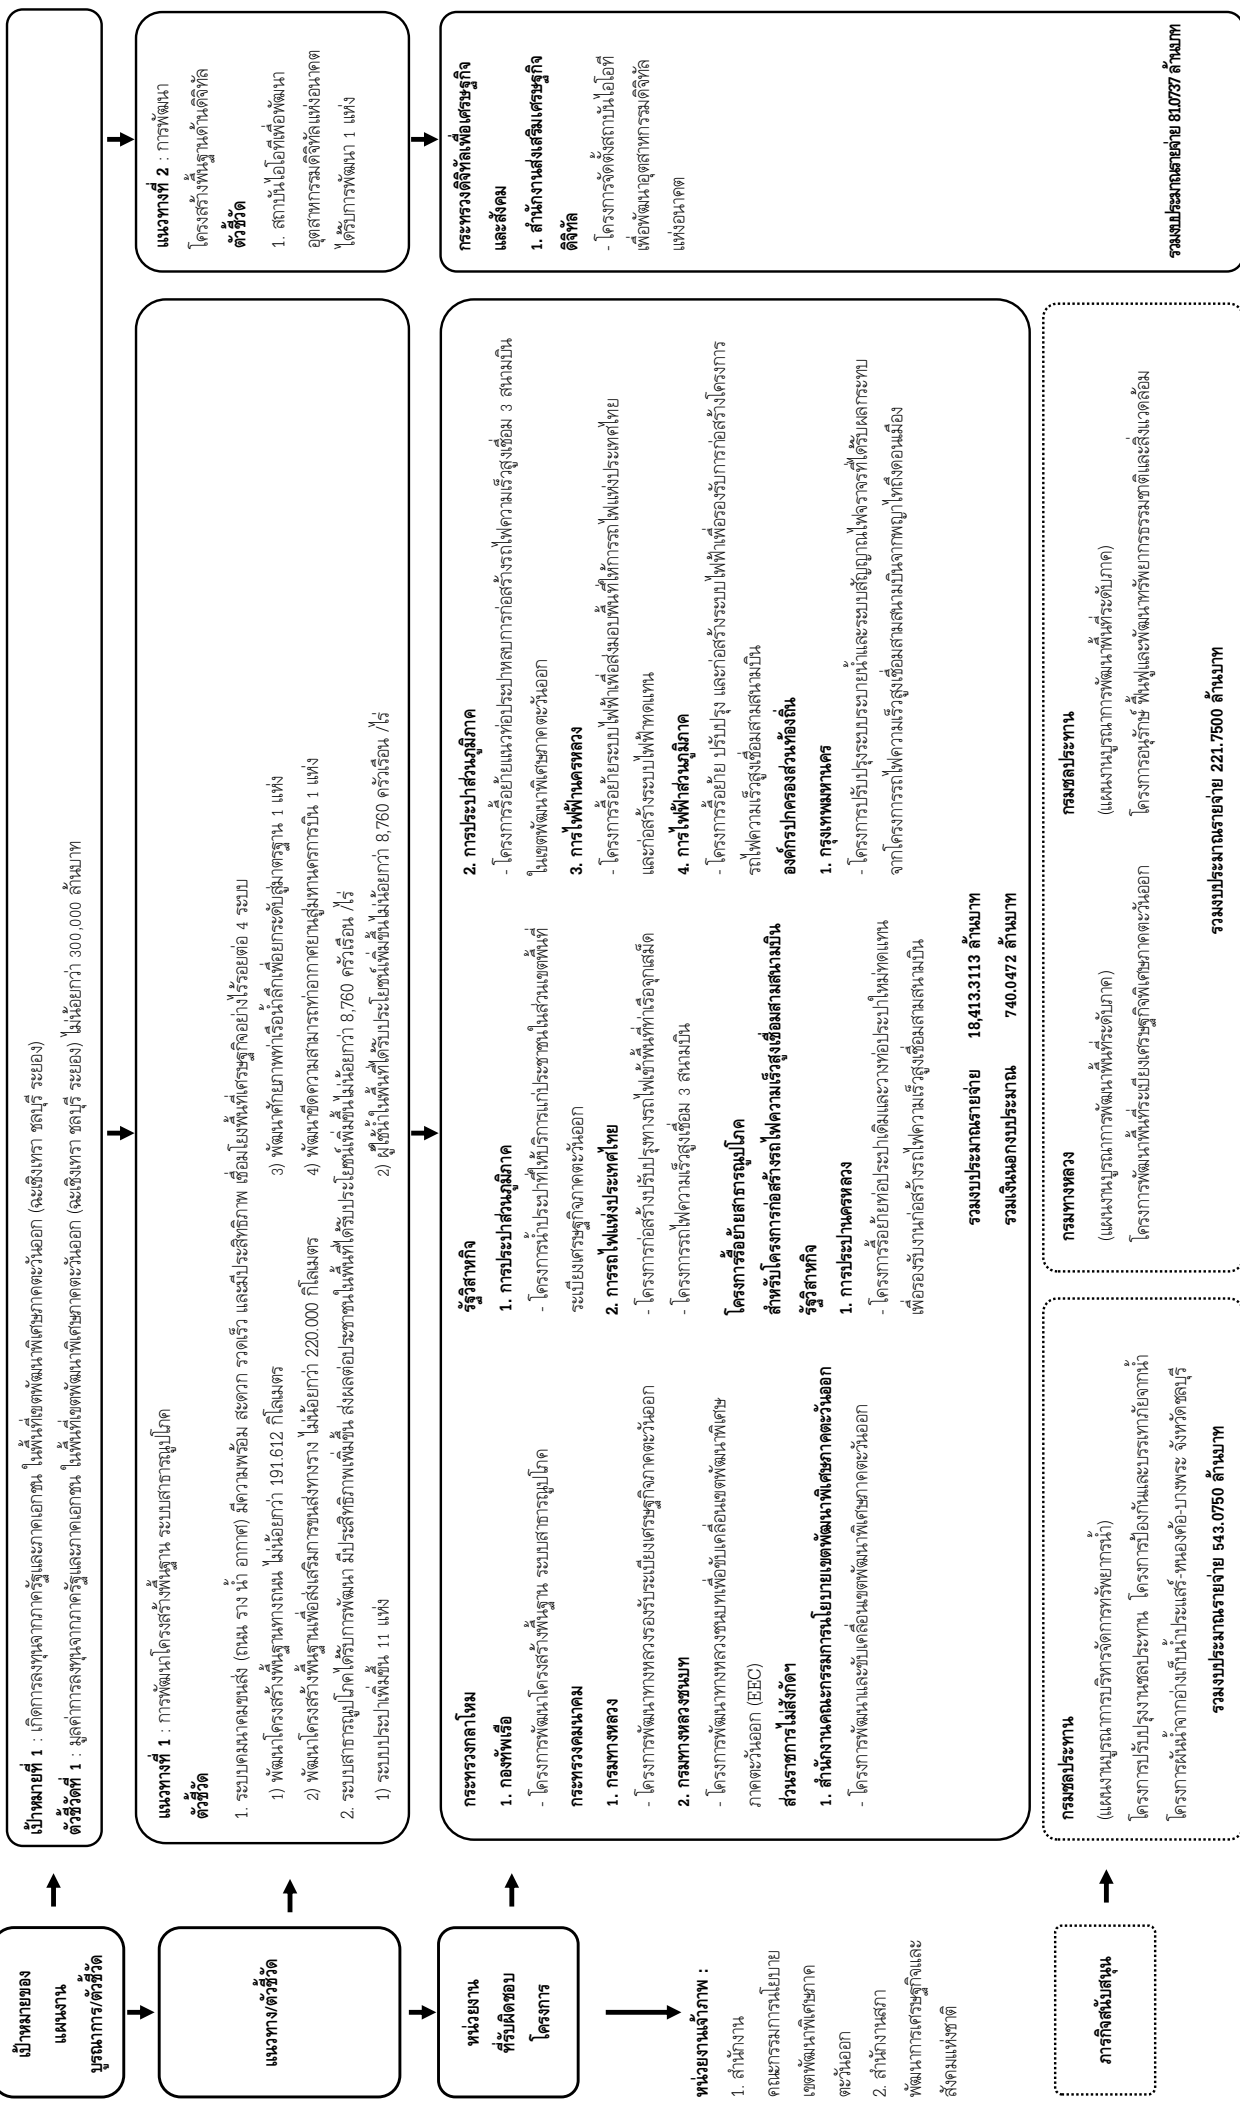 เป้าหมายของ
แผนงาน
บูรณาการ/ตัวชี้วัด
เป้าหมายที่ 1 : เกิดการลงทุนจากภาครัฐและภาคเอกชน ในพื้นที่เขตพัฒนาพิเศษภาคตะวันออก (ฉะเชิงเทรา ชลบุรี ระยอง)
ตัวชี้วัดที่ 1 : มูลค่าการลงทุนจากภาครัฐและภาคเอกชน ในพื้นที่เขตพัฒนาพิเศษภาคตะวันออก (ฉะเชิงเทรา ชลบุรี ระยอง) ไม่น้อยกว่า 300,000 ล้านบาท
แนวทาง/ตัวชี้วัด
แนวทางที่ 1 : การพัฒนาโครงสร้างพื้นฐาน ระบบสาธารณูปโภค
ตัวชี้วัด
1. ระบบคมนาคมขนส่ง (ถนน ราง น้ำ อากาศ) มีความพร้อม สะดวก รวดเร็ว และมีประสิทธิภาพ เชื่อมโยงพื้นที่เศรษฐกิจอย่างไร้รอยต่อ 4 ระบบ
1) พัฒนาโครงสร้างพื้นฐานทางถนน ไม่น้อยกว่า 191.612 กิโลเมตร
3) พัฒนาศักยภาพท่าเรือน้ำลึกเพื่อยกระดับสู่มาตรฐาน 1 แห่ง
2) พัฒนาโครงสร้างพื้นฐานเพื่อส่งเสริมการขนส่งทางราง ไม่น้อยกว่า 220.000 กิโลเมตร
4) พัฒนาขีดความสามารถท่าอากาศยานสู่มหานครการบิน 1 แห่ง
2. ระบบสาธารณูปโภคได้รับการพัฒนา มีประสิทธิภาพเพิ่มขึ้น ส่งผลต่อประชาชนในพื้นที่ได้รับประโยชน์เพิ่มขึ้นไม่น้อยกว่า 8,760 ครัวเรือน /ไร่
1) ระบบประปาเพิ่มขึ้น 11 แห่ง
2) ผู้ใช้น้ำในพื้นที่ได้รับประโยชน์เพิ่มขึ้นไม่น้อยกว่า 8,760 ครัวเรือน /ไร่
แนวทางที่ 2 : การพัฒนา
โครงสร้างพื้นฐานด้านดิจิทัล
ตัวชี้วัด
1. สถาบันไอโอทีเพื่อพัฒนา
อุตสาหกรรมดิจิทัลแห่งอนาคต
ได้รับการพัฒนา 1 แห่ง
หน่วยงาน
ที่รับผิดชอบ
โครงการ
กระทรวงกลาโหม
1. กองทัพเรือ
- โครงการพัฒนาโครงสร้างพื้นฐาน ระบบสาธารณูปโภค
กระทรวงคมนาคม
1. กรมทางหลวง
- โครงการพัฒนาทางหลวงรองรับระเบียงเศรษฐกิจภาคตะวันออก
2. กรมทางหลวงชนบท
- โครงการพัฒนาทางหลวงชนบทเพื่อขับเคลื่อนเขตพัฒนาพิเศษ
ภาคตะวันออก (EEC)
ส่วนราชการไม่สังกัดฯ
1. สำนักงานคณะกรรมการนโยบายเขตพัฒนาพิเศษภาคตะวันออก
- โครงการพัฒนาและขับเคลื่อนเขตพัฒนาพิเศษภาคตะวันออก
รัฐวิสาหกิจ
1. การประปาส่วนภูมิภาค
- โครงการน้ำประปาที่ให้บริการแก่ประชาชนในส่วนเขตพื้นที่
ระเบียงเศรษฐกิจภาคตะวันออก
2. การรถไฟแห่งประเทศไทย
- โครงการก่อสร้างปรับปรุงทางรถไฟเข้าพื้นที่ท่าเรือจุกเสม็ด
- โครงการรถไฟความเร็วสูงเชื่อม 3 สนามบิน
โครงการรื้อย้ายสาธารณูปโภค
สำหรับโครงการก่อสร้างรถไฟความเร็วสูงเชื่อมสามสนามบิน
รัฐวิสาหกิจ
1. การประปานครหลวง
- โครงการรื้อย้ายท่อประปาเดิมและวางท่อประปาใหม่ทดแทน
เพื่อรองรับงานก่อสร้างรถไฟความเร็วสูงเชื่อมสามสนามบิน
2. การประปาส่วนภูมิภาค
- โครงการรื้อย้ายแนวท่อประปาหลบการก่อสร้างรถไฟความเร็วสูงเชื่อม 3 สนามบิน
ในเขตพัฒนาพิเศษภาคตะวันออก
3. การไฟฟ้านครหลวง
- โครงการรื้อย้ายระบบไฟฟ้าเพื่อส่งมอบพื้นที่ให้การรถไฟแห่งประเทศไทย
และก่อสร้างระบบไฟฟ้าทดแทน
4. การไฟฟ้าส่วนภูมิภาค
- โครงการรื้อย้าย ปรับปรุง และก่อสร้างระบบไฟฟ้าเพื่อรองรับการก่อสร้างโครงการ
รถไฟความเร็วสูงเชื่อมสามสนามบิน
องค์กรปกครองส่วนท้องถิ่น
1. กรุงเทพมหานคร
- โครงการปรับปรุงระบบระบายน้ำและระบบสัญญาณไฟจราจรที่ได้รับผลกระทบ
จากโครงการรถไฟความเร็วสูงเชื่อมสามสนามบินจากพญาไทถึงดอนเมือง
รวมงบประมาณรายจ่าย 18,413.3113 ล้านบาท
รวมเงินนอกงบประมาณ 740.0472 ล้านบาท
กระทรวงดิจิทัลเพื่อเศรษฐกิจ
และสังคม
1. สำนักงานส่งเสริมเศรษฐกิจ
ดิจิทัล
- โครงการจัดตั้งสถาบันไอโอที
เพื่อพัฒนาอุตสาหกรรมดิจิทัล
แห่งอนาคต
รวมงบประมาณรายจ่าย 81.0737 ล้านบาท
หน่วยงานเจ้าภาพ :
1. สำนักงาน
คณะกรรมการนโยบาย
เขตพัฒนาพิเศษภาค
ตะวันออก
2. สำนักงานสภา
พัฒนาการเศรษฐกิจและ
สังคมแห่งชาติ
ภารกิจสนับสนุน
กรมชลประทาน
(แผนงานบูรณาการบริหารจัดการทรัพยากรน้ำ)
โครงการปรับปรุงงานชลประทาน โครงการป้องกันและบรรเทาภัยจากน้ำ
โครงการผันน้ำจากอ่างเก็บน้ำประแสร์-หนองค้อ-บางพระ จังหวัดชลบุรี
รวมงบประมาณรายจ่าย 543.0750 ล้านบาท
กรมทางหลวง
(แผนงานบูรณาการพัฒนาพื้นที่ระดับภาค)
โครงการพัฒนาพื้นที่ระเบียงเศรษฐกิจพิเศษภาคตะวันออก
กรมชลประทาน
(แผนงานบูรณาการพัฒนาพื้นที่ระดับภาค)
โครงการอนุรักษ์ ฟื้นฟูและพัฒนาทรัพยากรธรรมชาติและสิ่งแวดล้อม
รวมงบประมาณรายจ่าย 221.7500 ล้านบาท